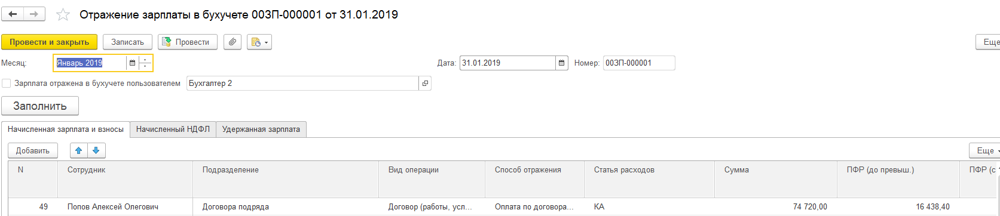 Отражение зарплаты в бухучете 00ЗП-000001 от 31.01.2019
Провести и закрыть Записать Провести Еще
Месяц: Январь 2019 Дата: 31.01.2019 Номер: 00ЗП-000001
Зарплата отражена в бухучете пользователем Бухгалтер 2
Заполнить
Начисленная зарплата и взносы Начисленный НДФЛ Удержанная зарплата
Добавить Еще
N Сотрудник Подразделение Вид операции Способ отражения Статья расходов Сумма ПФР (до превыш.) ПФР (с
49 Попов Алексей Олегович Договора подряда Договор (работы, усл... Оплата по договора... КА 74 720,00 16 438,40